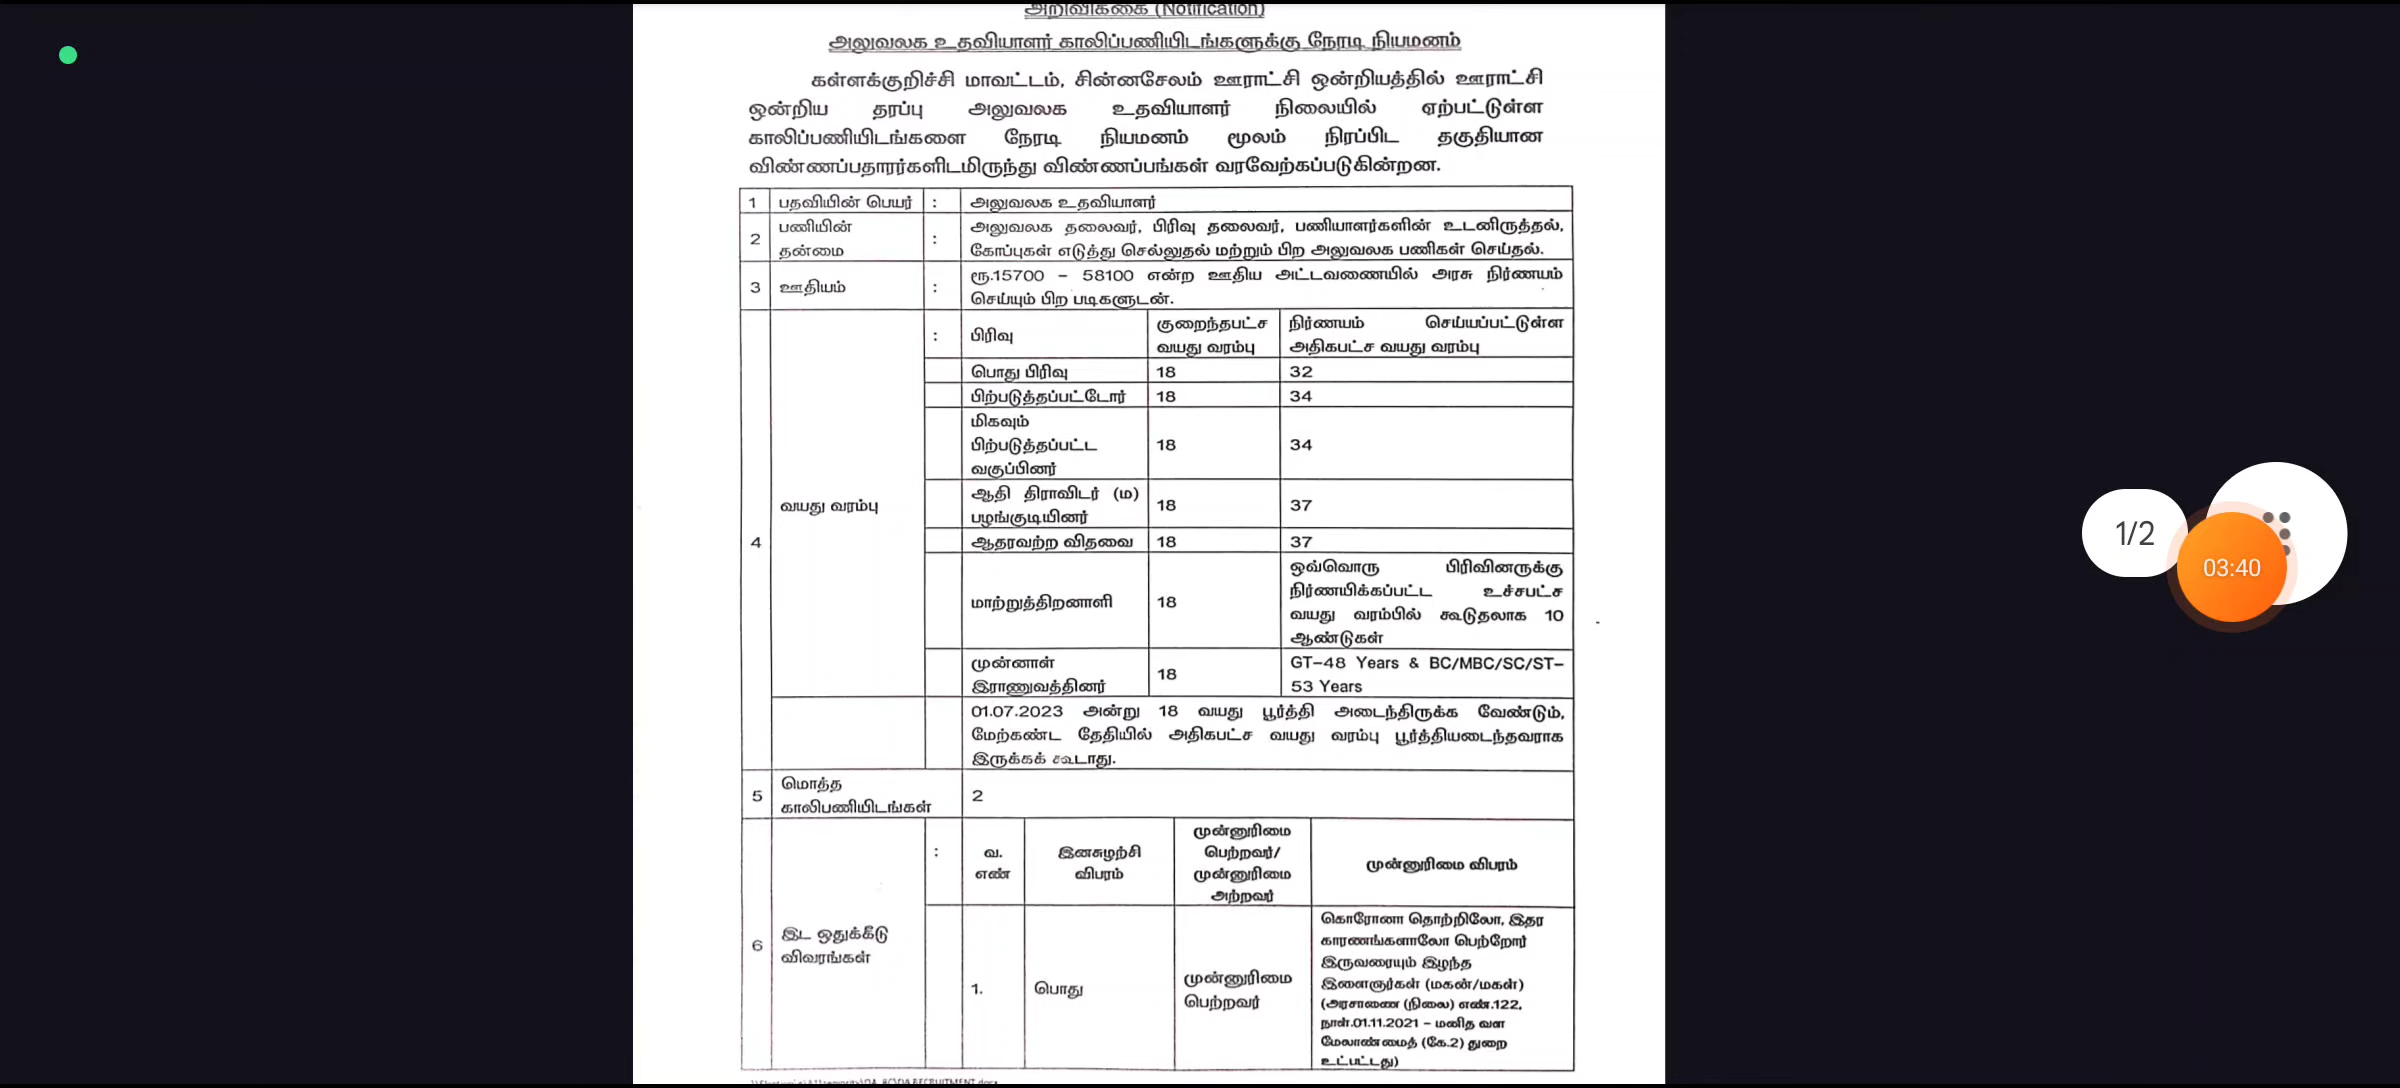 அறிவிக்கை (Notification)
அலுவலக உதவியாளர் காலிப்பணியிடங்களுக்கு நேரடி நியமனம்
கள்ளக்குறிச்சி மாவட்டம், சின்னசேலம் ஊராட்சி ஒன்றியத்தில் ஊராட்சி
ஒன்றிய தரப்பு அலுவலக உதவியாளர் நிலையில் ஏற்பட்டுள்ள
காலிப்பணியிடங்களை நேரடி நியமனம் மூலம் நிரப்பிட தகுதியான
விண்ணப்பதாரர்களிடமிருந்து விண்ணப்பங்கள் வரவேற்கப்படுகின்றன.
1 பதவியின் பெயர் : அலுவலக உதவியாளர்
2 பணியின் தன்மை : அலுவலக தலைவர், பிரிவு தலைவர், பணியாளர்களின் உடனிருத்தல்,
கோப்புகள் எடுத்து செல்லுதல் மற்றும் பிற அலுவலக பணிகள் செய்தல்.
3 ஊதியம் : ரூ.15700 – 58100 என்ற ஊதிய அட்டவணையில் அரசு நிர்ணயம்
செய்யும் பிற படிகளுடன்.
4 வயது வரம்பு :
பிரிவு
குறைந்தபட்ச
வயது வரம்பு
நிர்ணயம் செய்யப்பட்டுள்ள
அதிகபட்ச வயது வரம்பு
பொது பிரிவு 18 32
பிற்படுத்தப்பட்டோர் 18 34
மிகவும்
பிற்படுத்தப்பட்ட
வகுப்பினர்
18 34
ஆதி திராவிடர் (ம)
பழங்குடியினர்
18 37
ஆதரவற்ற விதவை 18 37
மாற்றுத்திறனாளி 18
ஒவ்வொரு பிரிவினருக்கு
நிர்ணயிக்கப்பட்ட உச்சபட்ச
வயது வரம்பில் கூடுதலாக 10
ஆண்டுகள்
முன்னாள்
இராணுவத்தினர்
18
GT–48 Years & BC/MBC/SC/ST–
53 Years
01.07.2023 அன்று 18 வயது பூர்த்தி அடைந்திருக்க வேண்டும்,
மேற்கண்ட தேதியில் அதிகபட்ச வயது வரம்பு பூர்த்தியடைந்தவராக
இருக்கக் கூடாது.
5 மொத்த
காலிபணியிடங்கள்
2
6 இட ஒதுக்கீடு
விவரங்கள்
:
வ.
எண்
இனசுழற்சி
விபரம்
முன்னுரிமை
பெற்றவர்/
முன்னுரிமை
அற்றவர்
முன்னுரிமை விபரம்
1.
பொது
முன்னுரிமை
பெற்றவர்
கொரோனா தொற்றிலோ, இதர
காரணங்களாலோ பெற்றோர்
இருவரையும் இழந்த
இளைஞர்கள் (மகன்/மகள்)
(அரசாணை (நிலை) எண்.122,
நாள்.01.11.2021 – மனித வள
மேலாண்மைத் (கே.2) துறை
உட்பட்டது)
1/2
03:40